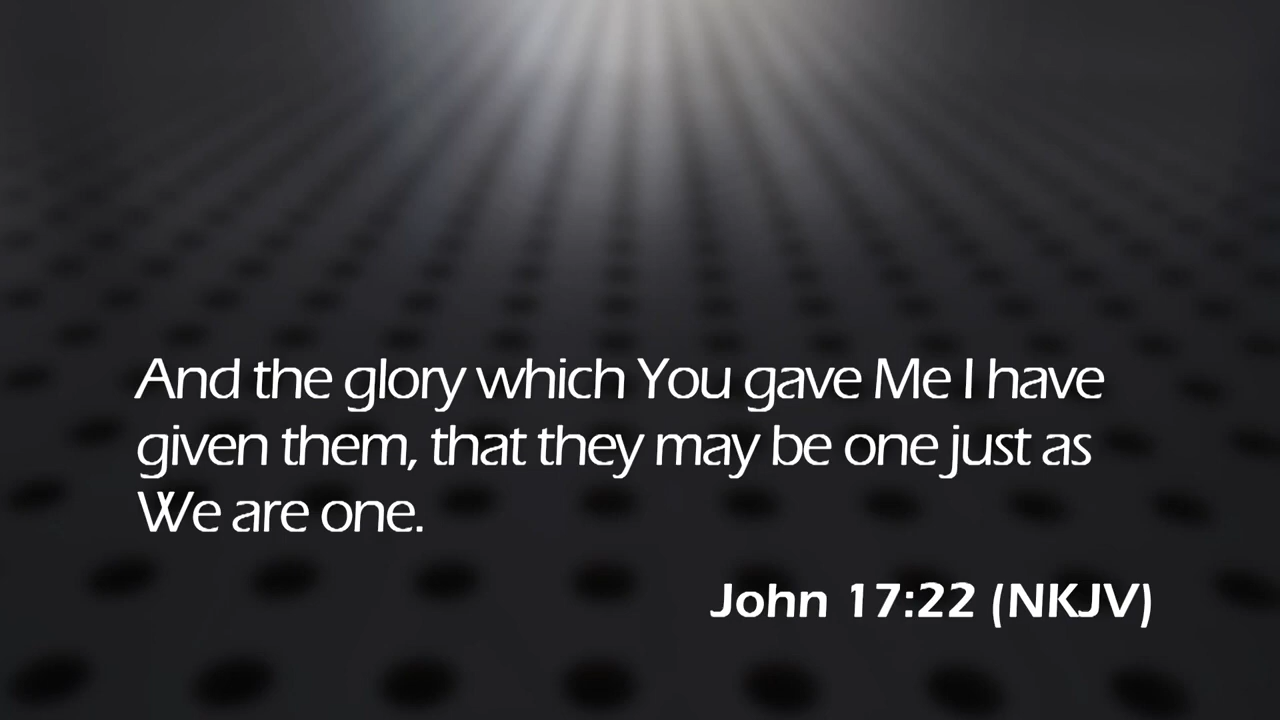 And the glory which You gave Me I have
given them, that they may be one just as
We are one.
John 17:22 (NKJV)